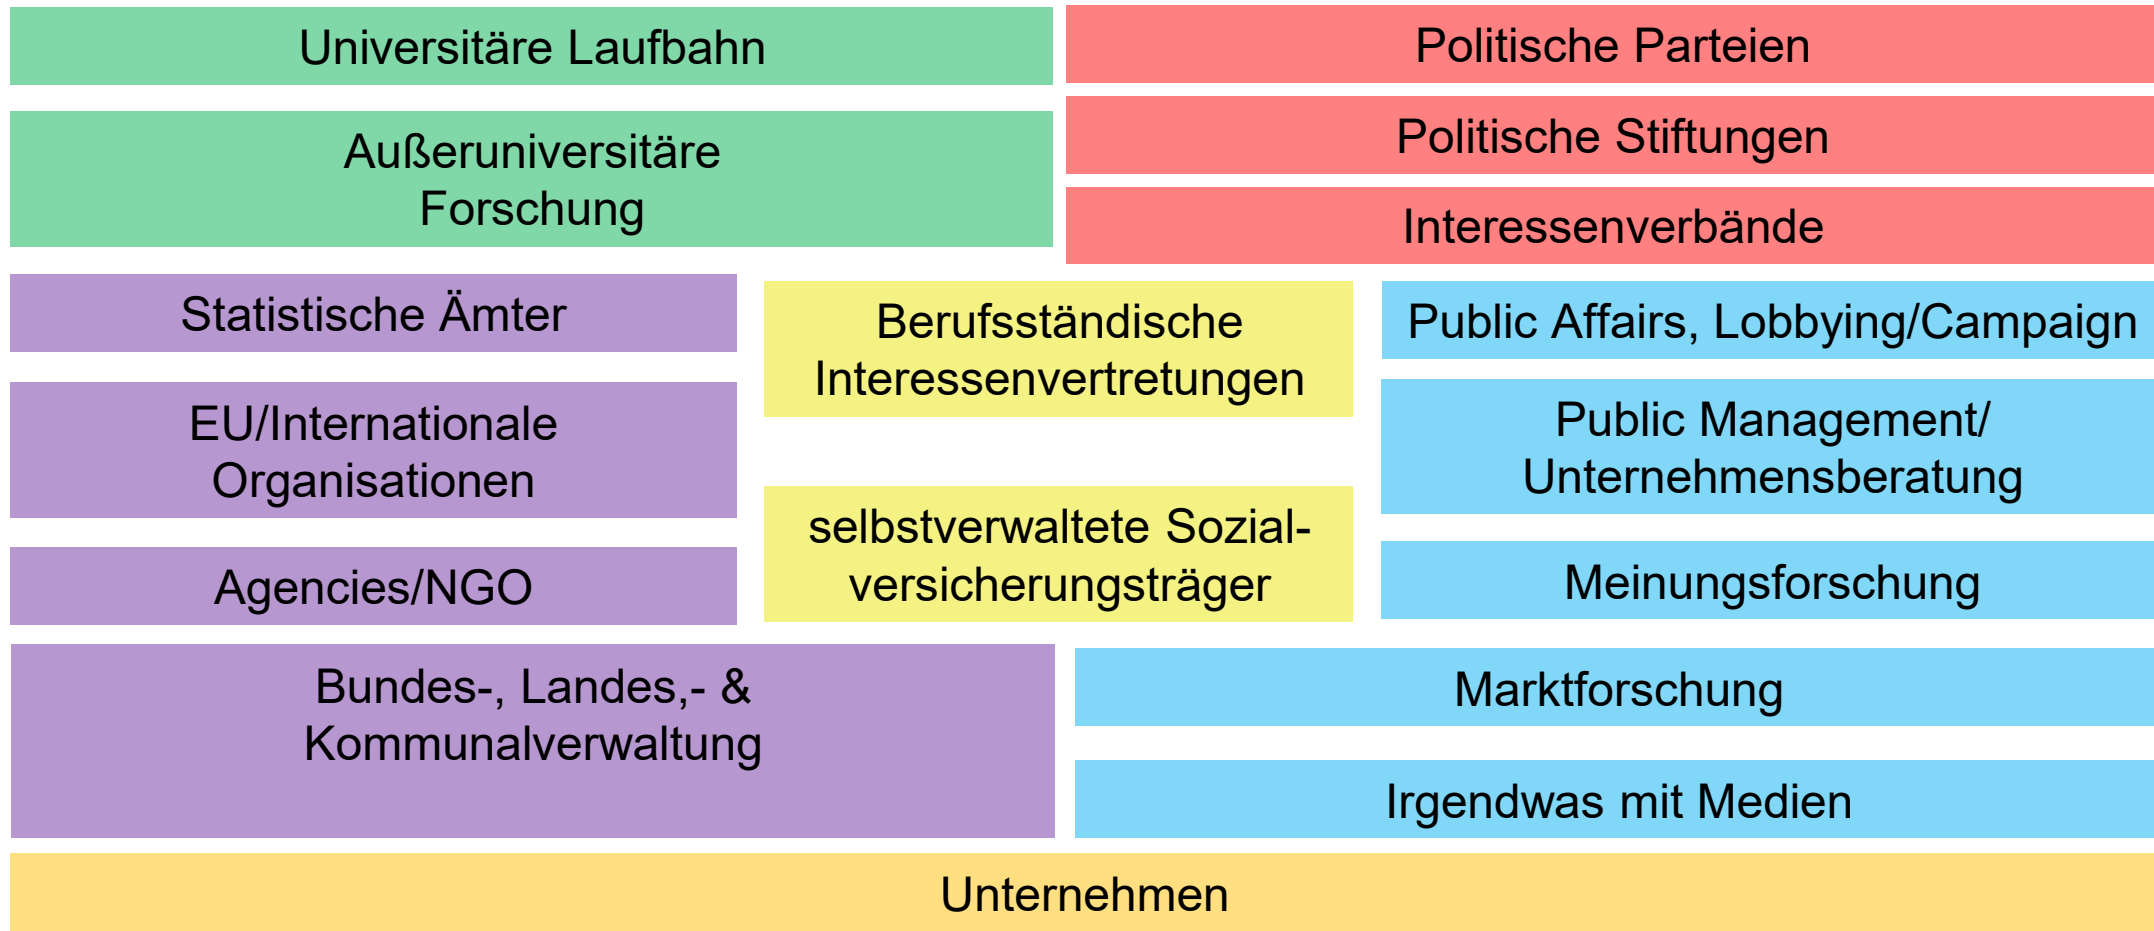 Universitäre Laufbahn
Außeruniversitäre
Forschung
Politische Parteien
Politische Stiftungen
Interessenverbände
Statistische Ämter
EU/Internationale
Organisationen
Agencies/NGO
Berufsständische
Interessenvertretungen
selbstverwaltete Sozial-
versicherungsträger
Public Affairs, Lobbying/Campaign
Public Management/
Unternehmensberatung
Meinungsforschung
Bundes-, Landes,- &
Kommunalverwaltung
Marktforschung
Irgendwas mit Medien
Unternehmen